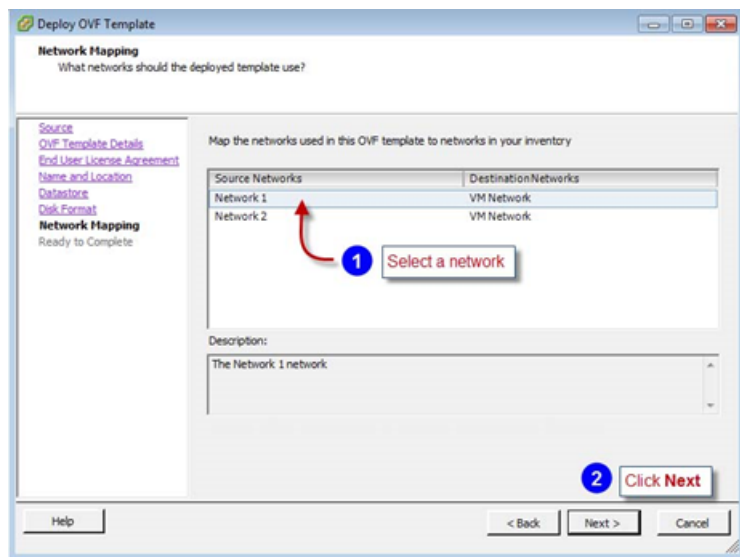 Deploy OVF Template
Network Mapping
What networks should the deployed template use?
Source
OVF Template Details
End User License Agreement
Name and Location
Datastore
Disk Format
Network Mapping
Ready to Complete
Map the networks used in this OVF template to networks in your inventory
Source Networks DestinationNetworks
Network 1 VM Network
Network 2 VM Network
1 Select a network
Description:
The Network 1 network
2 Click Next
Help < Back Next > Cancel